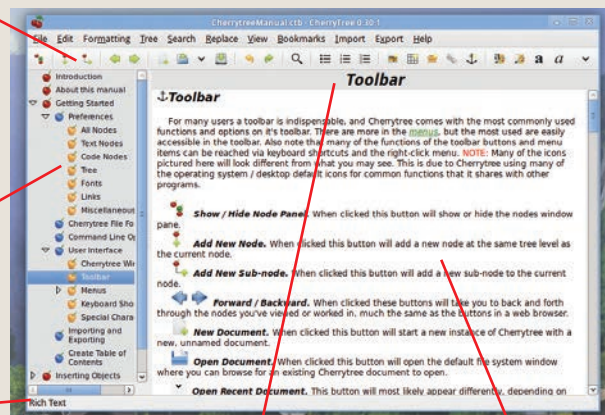 CherrytreeManual.ctb - CherryTree 0.30.1
File Edit Formatting Tree Search Replace View Bookmarks Import Export Help
Introduction
About this manual
Getting Started
Preferences
All Nodes
Text Nodes
Code Nodes
Tree
Fonts
Links
Miscellaneous
Cherrytree File Fo
Command Line Op
User Interface
Cherrytree Wir
Toolbar
Menus
Keyboard Sho
Special Chara
Importing and
Exporting
Create Table of
Contents
Inserting Objects
Rich Text
Toolbar
Toolbar
For many users a toolbar is indispensable, and Cherrytree comes with the most commonly used
functions and options on it's toolbar. There are more in the menus, but the most used are easily
accessible in the toolbar. Also note that many of the functions of the toolbar buttons and menu
items can be reached via keyboard shortcuts and the right-click menu. NOTE: Many of the icons
pictured here will look different from what you may see. This is due to Cherrytree using many of
the operating system / desktop default icons for common functions that it shares with other
programs.
Show / Hide Node Panel. When clicked this button will show or hide the nodes window
pane.
Add New Node. When clicked this button will add a new node at the same tree level as
the current node.
Add New Sub-node. When clicked this button will add a new sub-node to the current
node.
Forward / Backward. When clicked these buttons will take you to back and forth
through the nodes you've viewed or worked in, much the same as the buttons in a web browser.
New Document. When clicked this button will start a new instance of Cherrytree with a
new, unnamed document.
Open Document. When clicked this button will open the default file system window
where you can browse for an existing Cherrytree document to open.
Open Recent Document. This button will most likely appear differently, depending on